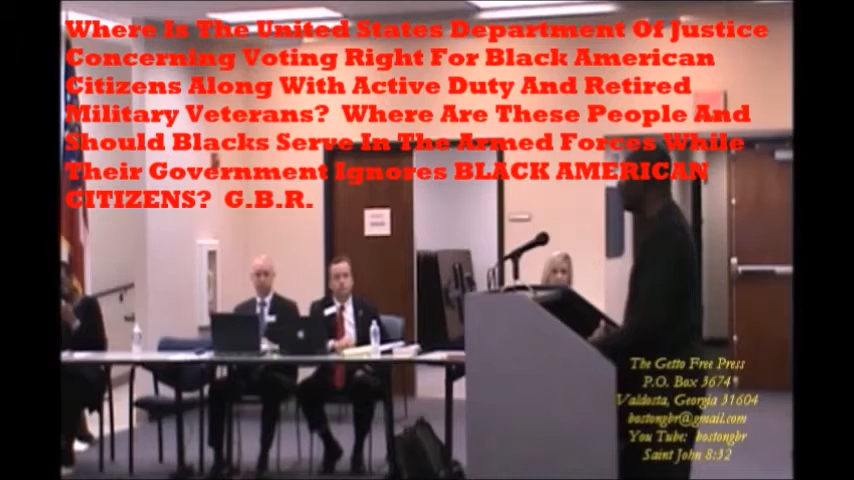 Where Is The United States Department Of Justice
Concerning Voting Right For Black American
Citizens Along With Active Duty And Retired
Military Veterans?  Where Are These People And
Should Blacks Serve In The Armed Forces While
Their Government Ignores BLACK AMERICAN
CITIZENS?  G.B.R.
The Getto Free Press
P.O. Box 3674
Valdosta, Georgia 31604
bostongbr@gmail.com
You Tube:  bostongbr
Saint John 8:32